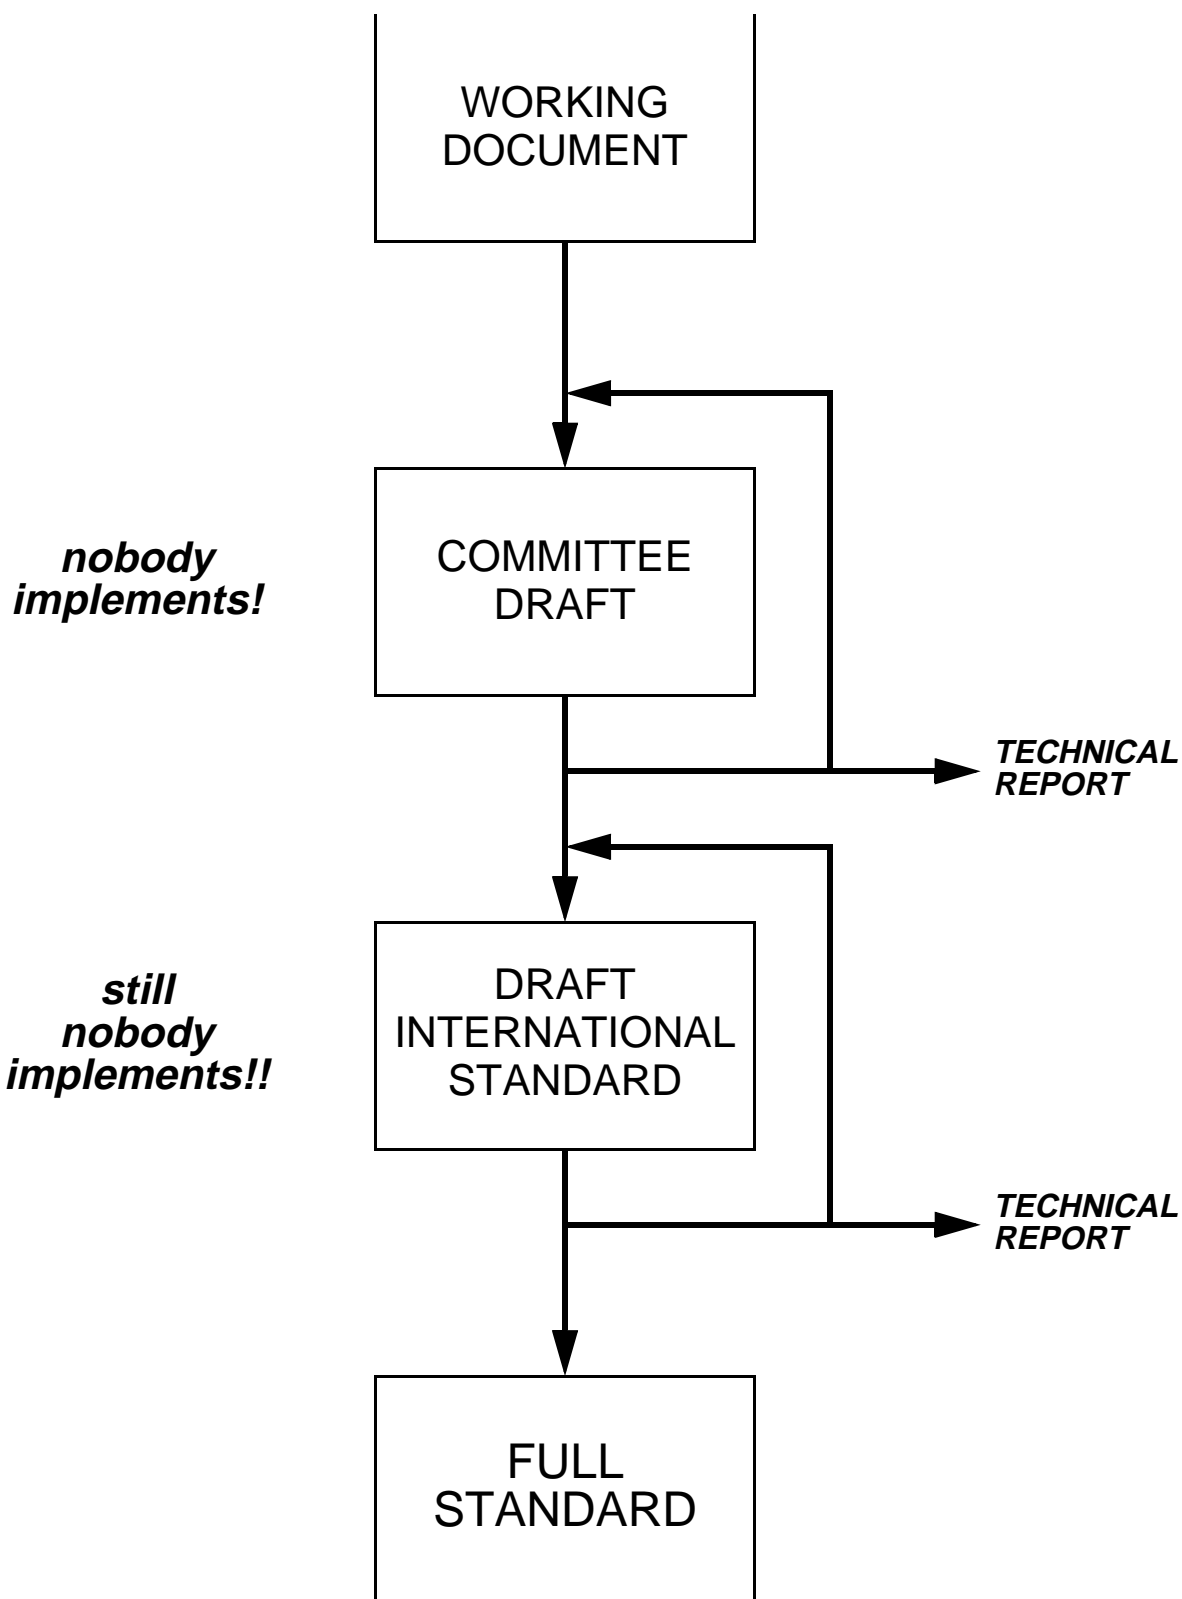 WORKING
DOCUMENT
nobody
implements!
COMMITTEE
DRAFT
TECHNICAL
REPORT
still
nobody
implements!!
DRAFT
INTERNATIONAL
STANDARD
TECHNICAL
REPORT
FULL
STANDARD